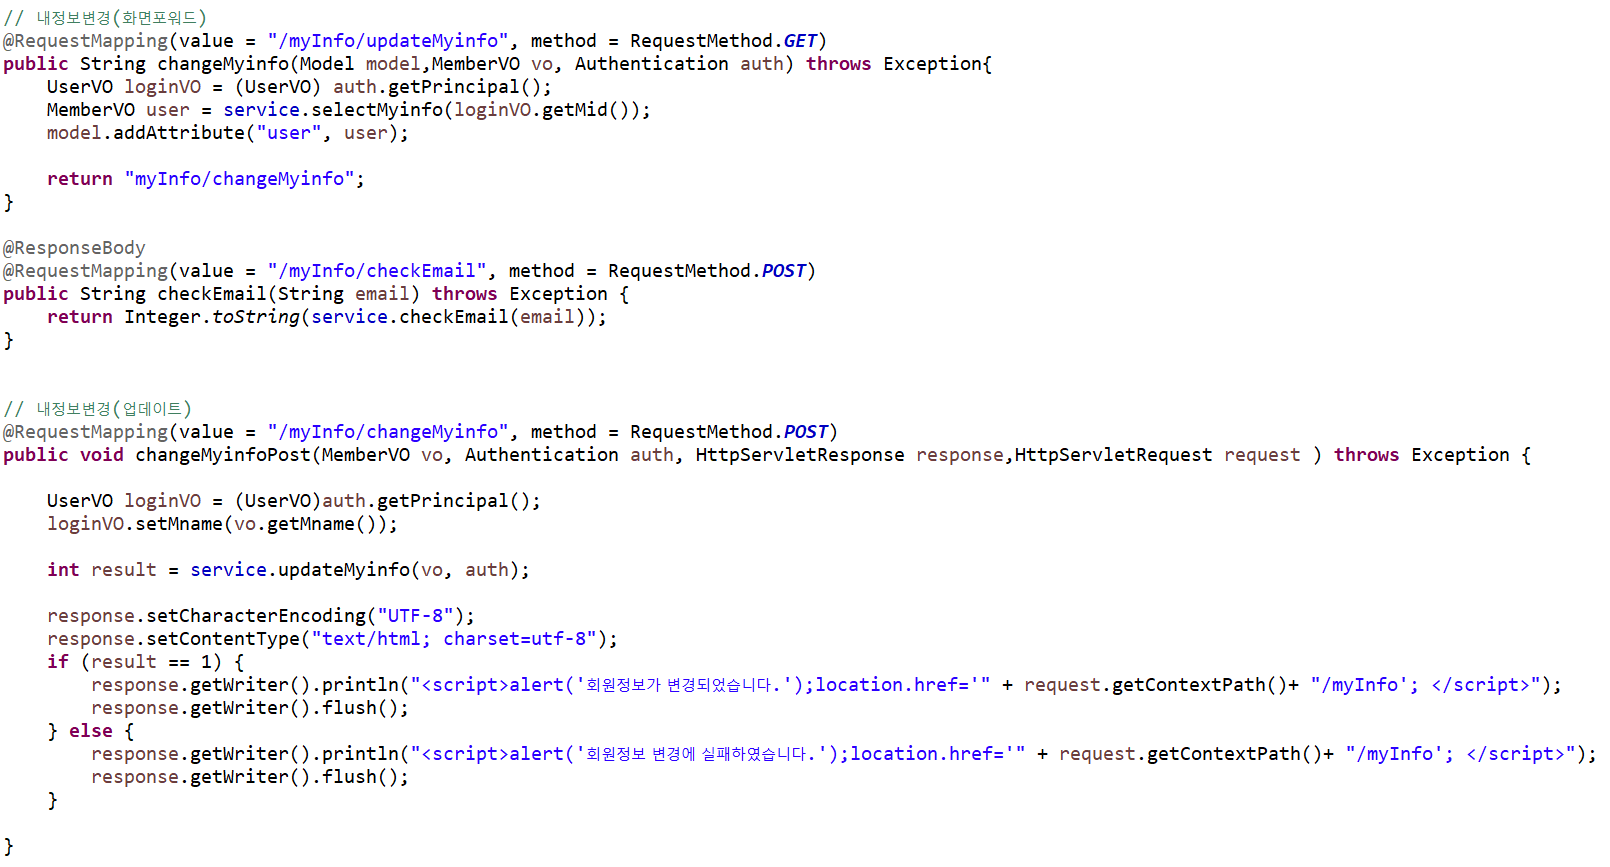 // 내정보변경(화면포워드)
@RequestMapping(value = "/myInfo/updateMyinfo", method = RequestMethod.GET)
public String changeMyinfo(Model model,MemberVO vo, Authentication auth) throws Exception{
    UserVO loginVO = (UserVO) auth.getPrincipal();
    MemberVO user = service.selectMyinfo(loginVO.getMid());
    model.addAttribute("user", user);

    return "myInfo/changeMyinfo";
}

@ResponseBody
@RequestMapping(value = "/myInfo/checkEmail", method = RequestMethod.POST)
public String checkEmail(String email) throws Exception {
    return Integer.toString(service.checkEmail(email));
}


// 내정보변경(업데이트)
@RequestMapping(value = "/myInfo/changeMyinfo", method = RequestMethod.POST)
public void changeMyinfoPost(MemberVO vo, Authentication auth, HttpServletResponse response,HttpServletRequest request ) throws Exception {

    UserVO loginVO = (UserVO)auth.getPrincipal();
    loginVO.setMname(vo.getMname());

    int result = service.updateMyinfo(vo, auth);

    response.setCharacterEncoding("UTF-8");
    response.setContentType("text/html; charset=utf-8");
    if (result == 1) {
        response.getWriter().println("<script>alert('회원정보가 변경되었습니다.');location.href='" + request.getContextPath()+ "/myInfo'; </script>");
        response.getWriter().flush();
    } else {
        response.getWriter().println("<script>alert('회원정보 변경에 실패하였습니다.');location.href='" + request.getContextPath()+ "/myInfo'; </script>");
        response.getWriter().flush();
    }

}